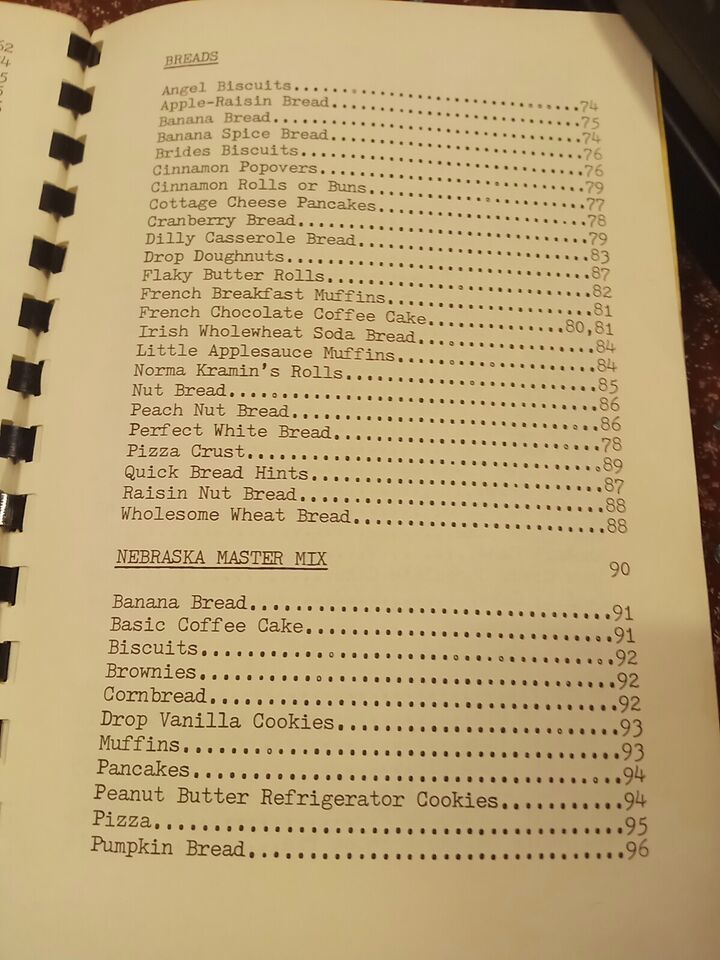 BREADS
Angel Biscuits..............................74
Apple-Raisin Bread..........................75
Banana Bread................................74
Banana Spice Bread..........................76
Brides Biscuits.............................76
Cinnamon Popovers...........................79
Cinnamon Rolls or Buns......................77
Cottage Cheese Pancakes.....................78
Cranberry Bread.............................79
Dilly Casserole Bread.......................83
Drop Doughnuts..............................87
Flaky Butter Rolls..........................82
French Breakfast Muffins....................81
French Chocolate Coffee Cake.............80,81
Irish Wholewheat Soda Bread.................84
Little Applesauce Muffins...................84
Norma Kramin's Rolls........................85
Nut Bread...................................86
Peach Nut Bread.............................86
Perfect White Bread.........................78
Pizza Crust.................................89
Quick Bread Hints...........................87
Raisin Nut Bread............................88
Wholesome Wheat Bread.......................88
NEBRASKA MASTER MIX 90
Banana Bread................................91
Basic Coffee Cake...........................91
Biscuits....................................92
Brownies....................................92
Cornbread...................................92
Drop Vanilla Cookies........................93
Muffins.....................................93
Pancakes....................................94
Peanut Butter Refrigerator Cookies..........94
Pizza.......................................95
Pumpkin Bread...............................96